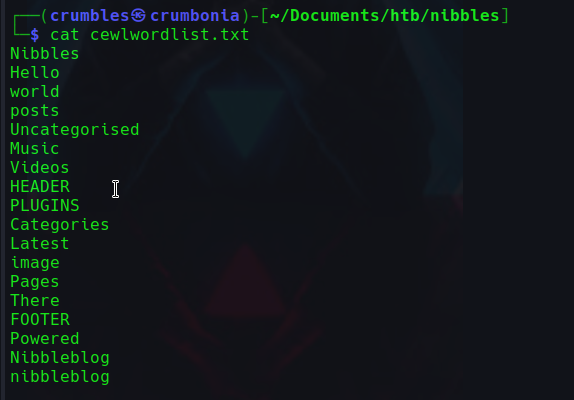 ┌──(crumbles㉿crumbonia)-[~/Documents/htb/nibbles]
└─$ cat cewlwordlist.txt
Nibbles
Hello
world
posts
Uncategorised
Music
Videos
HEADER
PLUGINS
Categories
Latest
image
Pages
There
FOOTER
Powered
Nibbleblog
nibbleblog